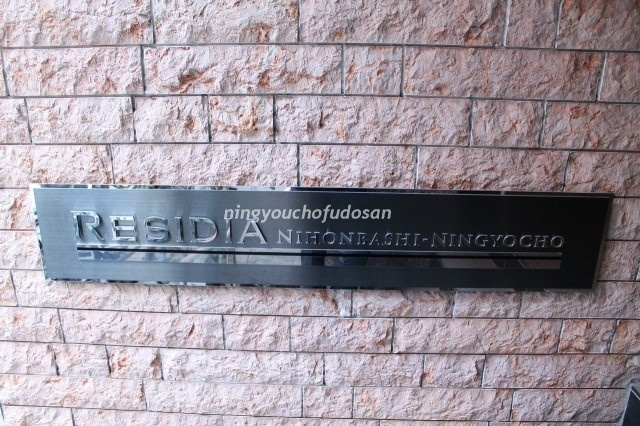 ningyouchofudosan
RESIDIA NIHONBASHI-NINGYOCHO